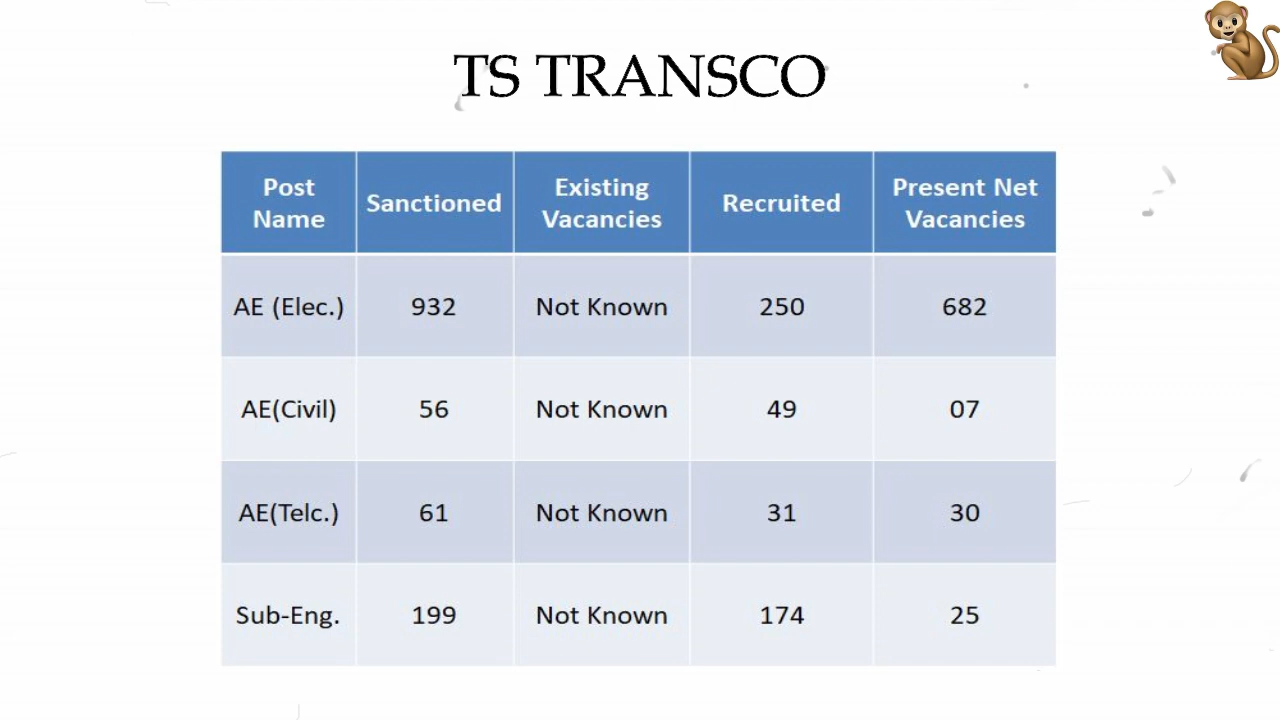 TS TRANSCO
Post Name Sanctioned Existing Vacancies Recruited Present Net Vacancies
AE (Elec.) 932 Not Known 250 682
AE(Civil) 56 Not Known 49 07
AE(Telc.) 61 Not Known 31 30
Sub-Eng. 199 Not Known 174 25